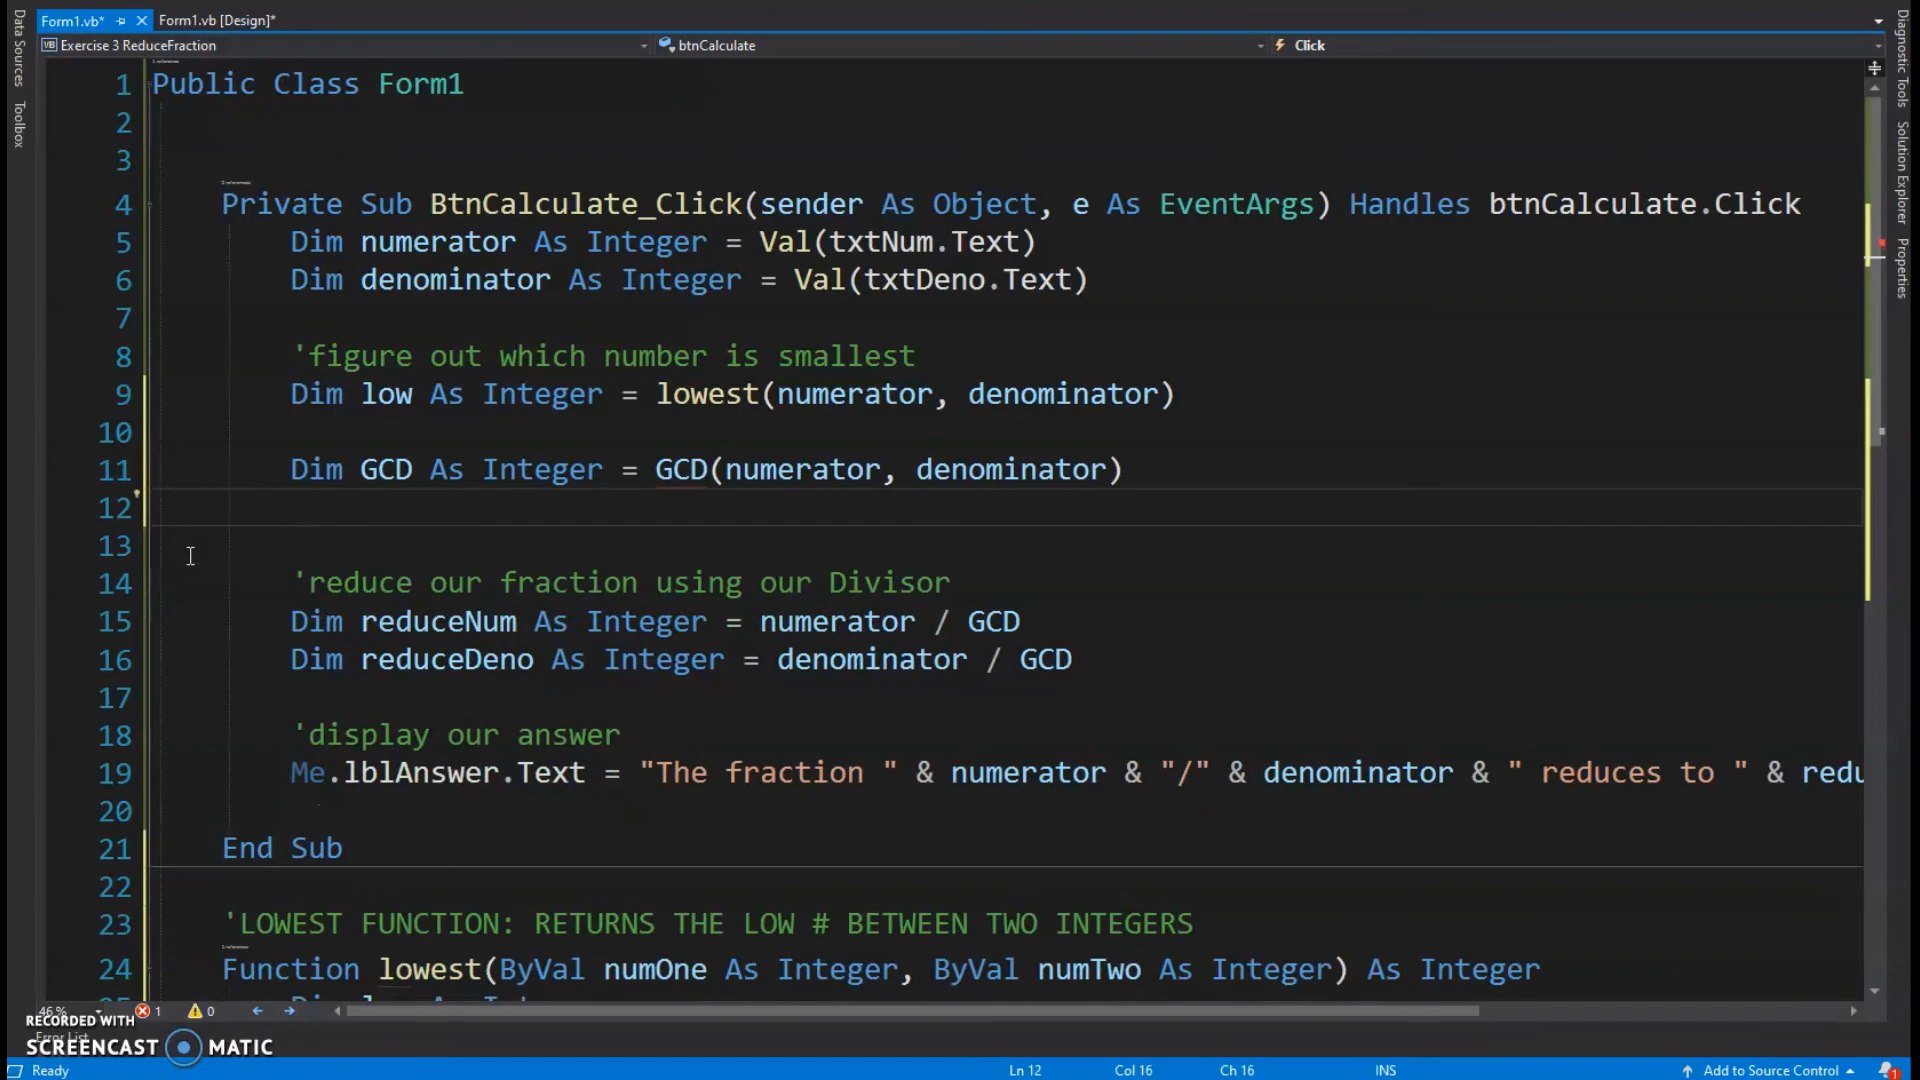 Form1.vb*
Form1.vb [Design]*
Data Sources
Toolbox
Diagnostic Tools
Solution Explorer
Properties
VB Exercise 3 ReduceFraction
btnCalculate
Click
1 Public Class Form1
2
3
4 Private Sub BtnCalculate_Click(sender As Object, e As EventArgs) Handles btnCalculate.Click
5 Dim numerator As Integer = Val(txtNum.Text)
6 Dim denominator As Integer = Val(txtDeno.Text)
7
8 'figure out which number is smallest
9 Dim low As Integer = lowest(numerator, denominator)
10
11 Dim GCD As Integer = GCD(numerator, denominator)
12
13
14 'reduce our fraction using our Divisor
15 Dim reduceNum As Integer = numerator / GCD
16 Dim reduceDeno As Integer = denominator / GCD
17
18 'display our answer
19 Me.lblAnswer.Text = "The fraction " & numerator & "/" & denominator & " reduces to " & redu
20
21 End Sub
22
23 'LOWEST FUNCTION: RETURNS THE LOW # BETWEEN TWO INTEGERS
24 Function lowest(ByVal numOne As Integer, ByVal numTwo As Integer) As Integer
46 %
1
0
RECORDED WITH
Error List
SCREENCAST MATIC
Ready
Ln 12
Col 16
Ch 16
INS
Add to Source Control
1